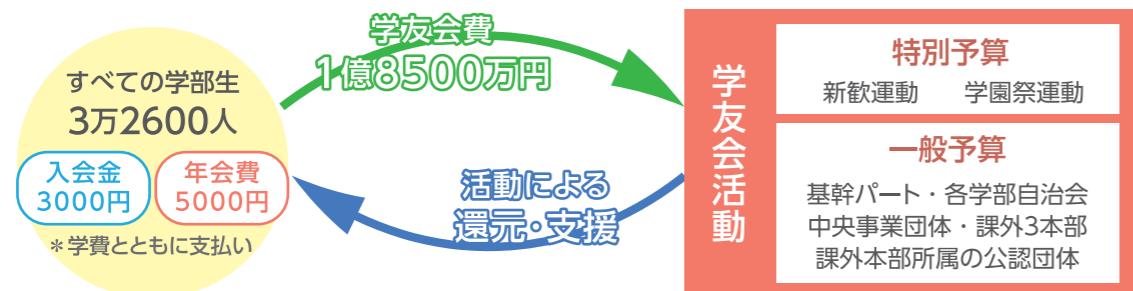 すべての学部生
3万2600人
入会金
3000円
年会費
5000円
*学費とともに支払い
学友会費
1億8500万円
活動による
還元・支援
学友会活動
特別予算
新歓運動 学園祭運動
一般予算
基幹パート・各学部自治会
中央事業団体・課外3本部
課外本部所属の公認団体